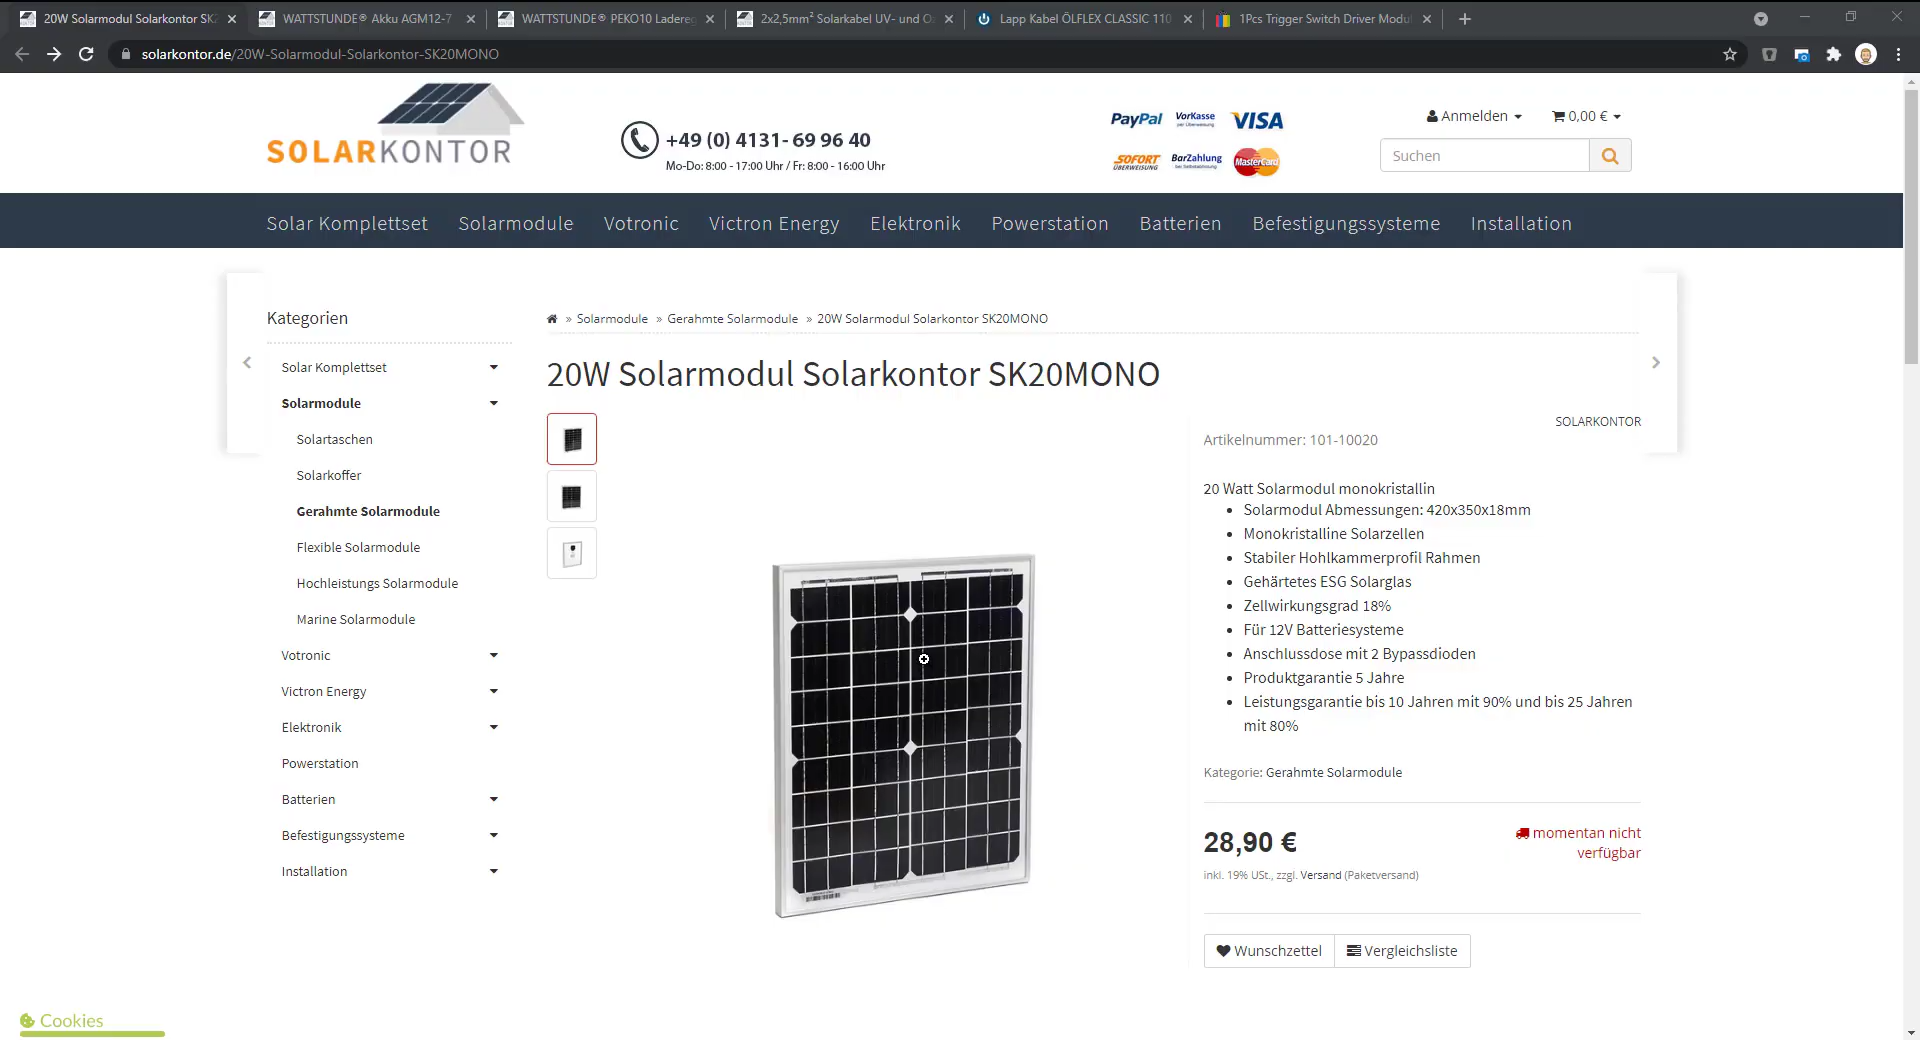 20W Solarmodul Solarkontor SK2
WATTSTUNDE® Akku AGM12-7
WATTSTUNDE® PEKO10 Ladereg
2x2,5mm² Solarkabel UV- und O
Lapp Kabel ÖLFLEX CLASSIC 110
1Pcs Trigger Switch Driver Modul
solarkontor.de/20W-Solarmodul-Solarkontor-SK20MONO
SOLARKONTOR
+49 (0) 4131- 69 96 40
Mo-Do: 8:00 - 17:00 Uhr / Fr: 8:00 - 16:00 Uhr
PayPal VorKasse per Überweisung VISA
SOFORT ÜBERWEISUNG BarZahlung bei Selbstabholung MasterCard
Anmelden
0,00 €
Suchen
Solar Komplettset Solarmodule Votronic Victron Energy Elektronik Powerstation Batterien Befestigungssysteme Installation
Kategorien
Solar Komplettset
Solarmodule
Solartaschen
Solarkoffer
Gerahmte Solarmodule
Flexible Solarmodule
Hochleistungs Solarmodule
Marine Solarmodule
Votronic
Victron Energy
Elektronik
Powerstation
Batterien
Befestigungssysteme
Installation
» Solarmodule » Gerahmte Solarmodule » 20W Solarmodul Solarkontor SK20MONO
20W Solarmodul Solarkontor SK20MONO
SOLARKONTOR
Artikelnummer: 101-10020
20 Watt Solarmodul monokristallin
• Solarmodul Abmessungen: 420x350x18mm
• Monokristalline Solarzellen
• Stabiler Hohlkammerprofil Rahmen
• Gehärtetes ESG Solarglas
• Zellwirkungsgrad 18%
• Für 12V Batteriesysteme
• Anschlussdose mit 2 Bypassdioden
• Produktgarantie 5 Jahre
• Leistungsgarantie bis 10 Jahren mit 90% und bis 25 Jahren
mit 80%
Kategorie: Gerahmte Solarmodule
28,90 €
momentan nicht
verfügbar
inkl. 19% USt., zzgl. Versand (Paketversand)
Wunschzettel
Vergleichsliste
Cookies